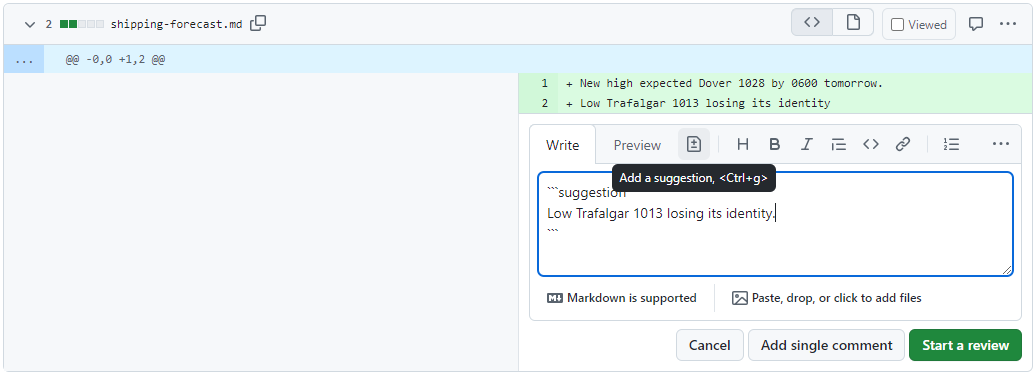 2 shipping-forecast.md Viewed
... @@ -0,0 +1,2 @@
1 + New high expected Dover 1028 by 0600 tomorrow.
2 + Low Trafalgar 1013 losing its identity
Write Preview H B I
Add a suggestion, <Ctrl+g>
```suggestion
Low Trafalgar 1013 losing its identity.
```
Markdown is supported Paste, drop, or click to add files
Cancel Add single comment Start a review